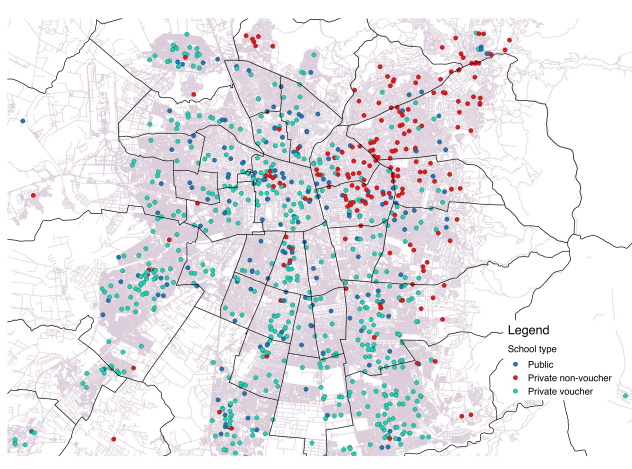 Legend
School type
Public
Private non-voucher
Private voucher